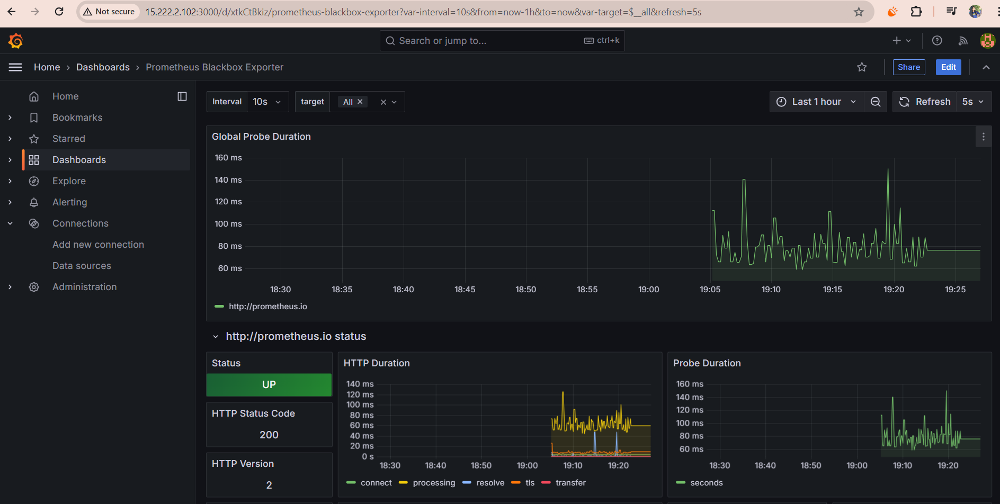 Not secure 15.222.2.102:3000/d/xtkCtBkiz/prometheus-blackbox-exporter?var-interval=10s&from=now-1h&to=now&var-target=$__all&refresh=5s
Search or jump to... ctrl+k
Home › Dashboards › Prometheus Blackbox Exporter Share Edit
Home
Bookmarks
Starred
Dashboards
Explore
Alerting
Connections
Add new connection
Data sources
Administration
Interval 10s target All Last 1 hour Refresh 5s
Global Probe Duration
160 ms
140 ms
120 ms
100 ms
80 ms
60 ms
18:30 18:35 18:40 18:45 18:50 18:55 19:00 19:05 19:10 19:15 19:20 19:25
http://prometheus.io
http://prometheus.io status
Status
UP
HTTP Status Code
200
HTTP Version
2
HTTP Duration
140 ms
120 ms
100 ms
80 ms
60 ms
40 ms
20 ms
0 s
18:30 18:40 18:50 19:00 19:10 19:20
connect processing resolve tls transfer
Probe Duration
160 ms
140 ms
120 ms
100 ms
80 ms
60 ms
18:30 18:40 18:50 19:00 19:10 19:20
seconds